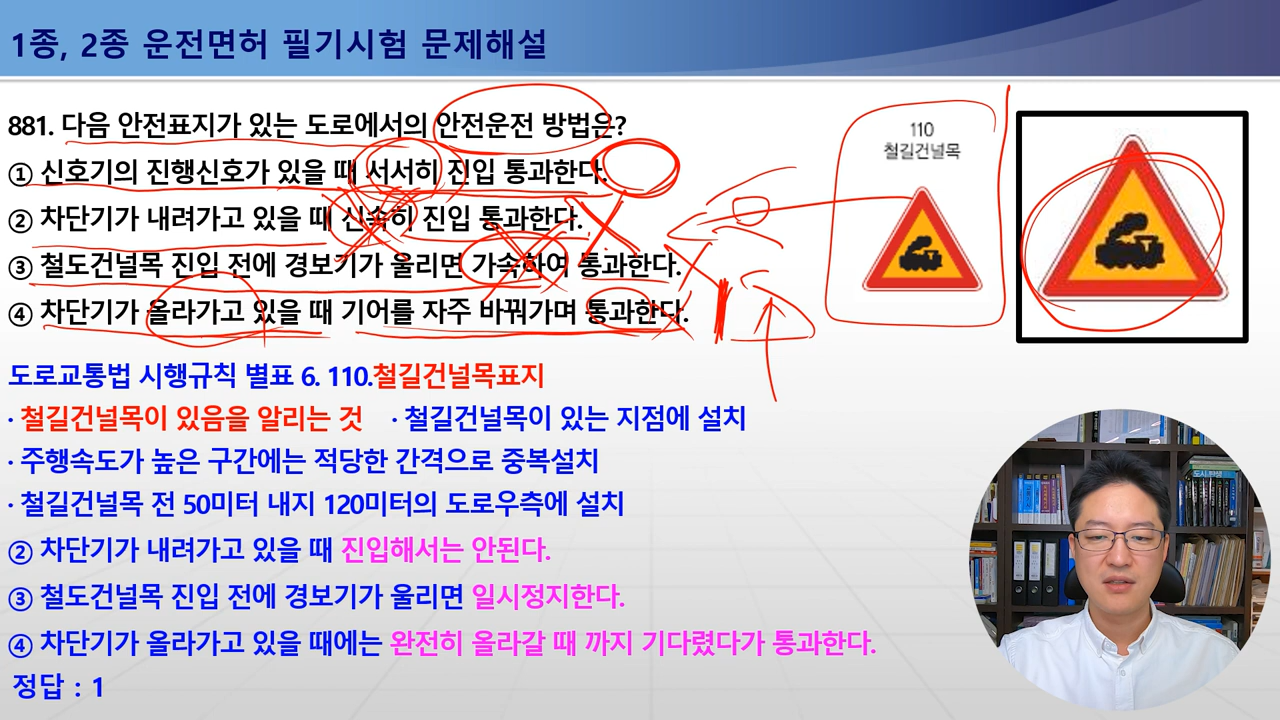 1종, 2종 운전면허 필기시험 문제해설
881. 다음 안전표지가 있는 도로에서의 안전운전 방법은?
① 신호기의 진행신호가 있을 때 서서히 진입 통과한다.
② 차단기가 내려가고 있을 때 신속히 진입 통과한다.
③ 철도건널목 진입 전에 경보기가 울리면 가속하여 통과한다.
④ 차단기가 올라가고 있을 때 기어를 자주 바꿔가며 통과한다.
110
철길건널목
도로교통법 시행규칙 별표 6. 110.철길건널목표지
· 철길건널목이 있음을 알리는 것 · 철길건널목이 있는 지점에 설치
· 주행속도가 높은 구간에는 적당한 간격으로 중복설치
· 철길건널목 전 50미터 내지 120미터의 도로우측에 설치
② 차단기가 내려가고 있을 때 진입해서는 안된다.
③ 철도건널목 진입 전에 경보기가 울리면 일시정지한다.
④ 차단기가 올라가고 있을 때에는 완전히 올라갈 때 까지 기다렸다가 통과한다.
정답 : 1